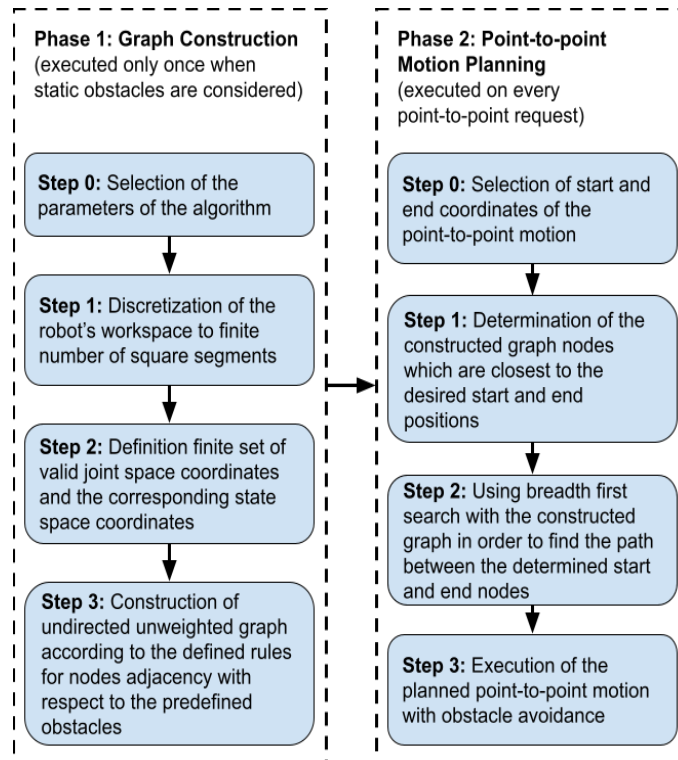 Phase 1: Graph Construction
(executed only once when
static obstacles are considered)
Step 0: Selection of the
parameters of the algorithm
Step 1: Discretization of the
robot's workspace to finite
number of square segments
Step 2: Definition finite set of
valid joint space coordinates
and the corresponding state
space coordinates
Step 3: Construction of
undirected unweighted graph
according to the defined rules
for nodes adjacency with
respect to the predefined
obstacles
Phase 2: Point-to-point
Motion Planning
(executed on every
point-to-point request)
Step 0: Selection of start and
end coordinates of the
point-to-point motion
Step 1: Determination of the
constructed graph nodes
which are closest to the
desired start and end
positions
Step 2: Using breadth first
search with the constructed
graph in order to find the path
between the determined start
and end nodes
Step 3: Execution of the
planned point-to-point motion
with obstacle avoidance